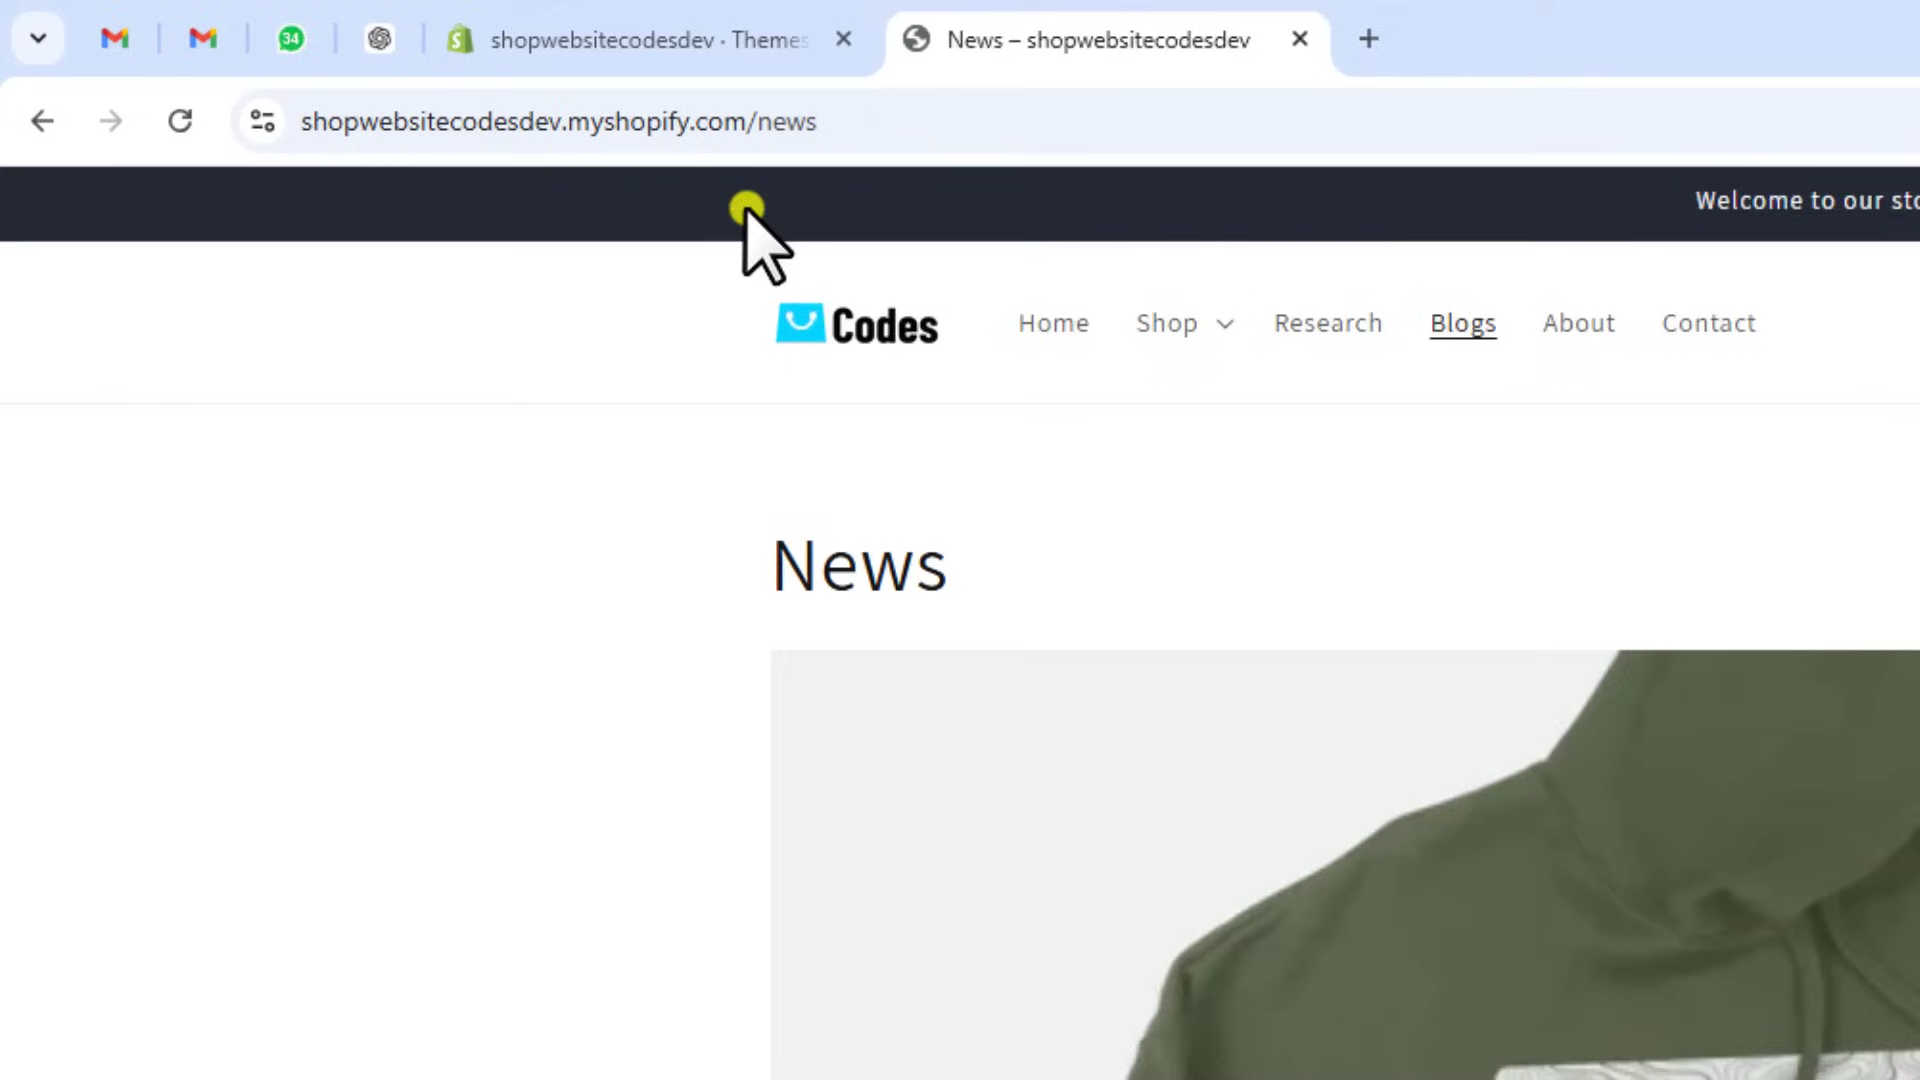 34
shopwebsitecodesdev · Themes
News – shopwebsitecodesdev
shopwebsitecodesdev.myshopify.com/news
Welcome to our sto
Codes
Home
Shop
Research
Blogs
About
Contact
News